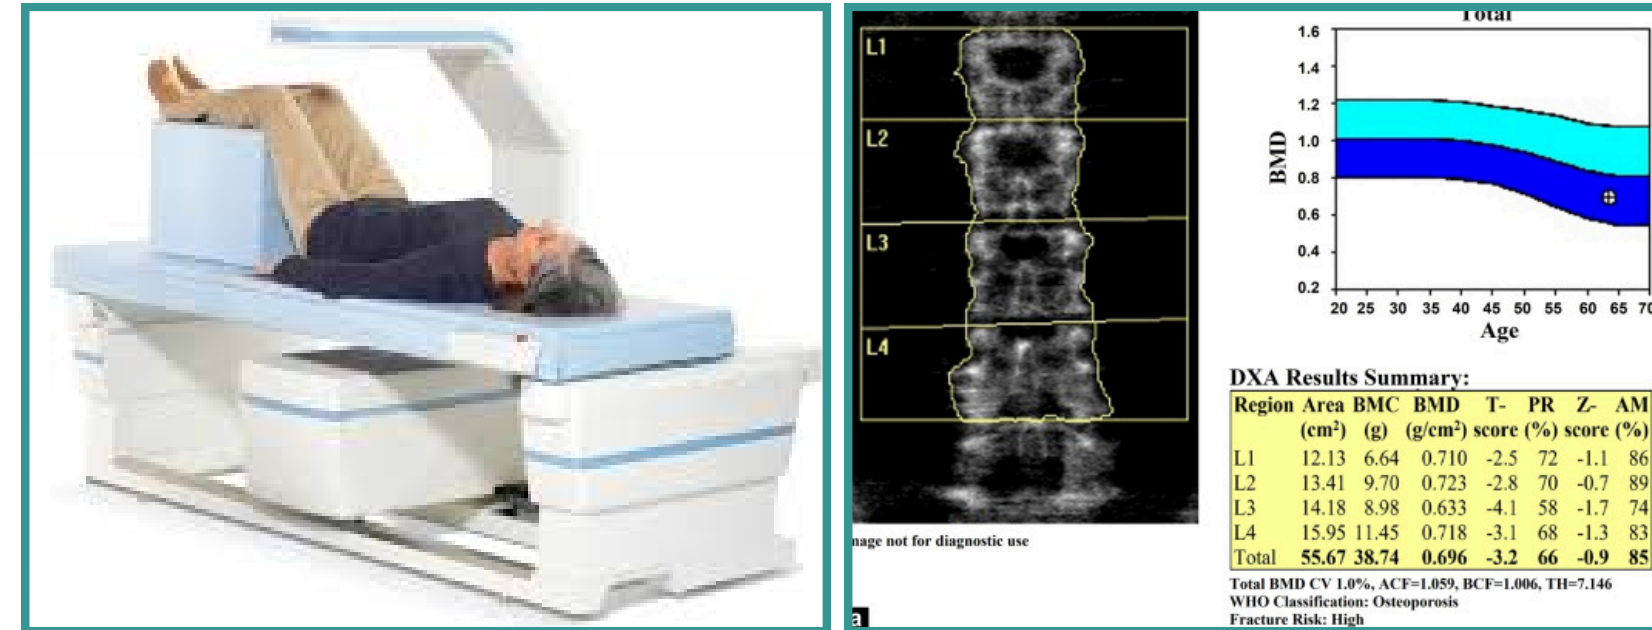 L1
L2
L3
L4
nage not for diagnostic use
a
Total
BMD
1.6
1.4
1.2
1.0
0.8
0.6
0.4
0.2
20 25 30 35 40 45 50 55 60 65 70
Age
DXA Results Summary:
Region Area BMC BMD T- PR Z- AM
(cm²) (g) (g/cm²) score (%) score (%)
L1 12.13 6.64 0.710 -2.5 72 -1.1 86
L2 13.41 9.70 0.723 -2.8 70 -0.7 89
L3 14.18 8.98 0.633 -4.1 58 -1.7 74
L4 15.95 11.45 0.718 -3.1 68 -1.3 83
Total 55.67 38.74 0.696 -3.2 66 -0.9 85
Total BMD CV 1.0%, ACF=1.059, BCF=1.006, TH=7.146
WHO Classification: Osteoporosis
Fracture Risk: High